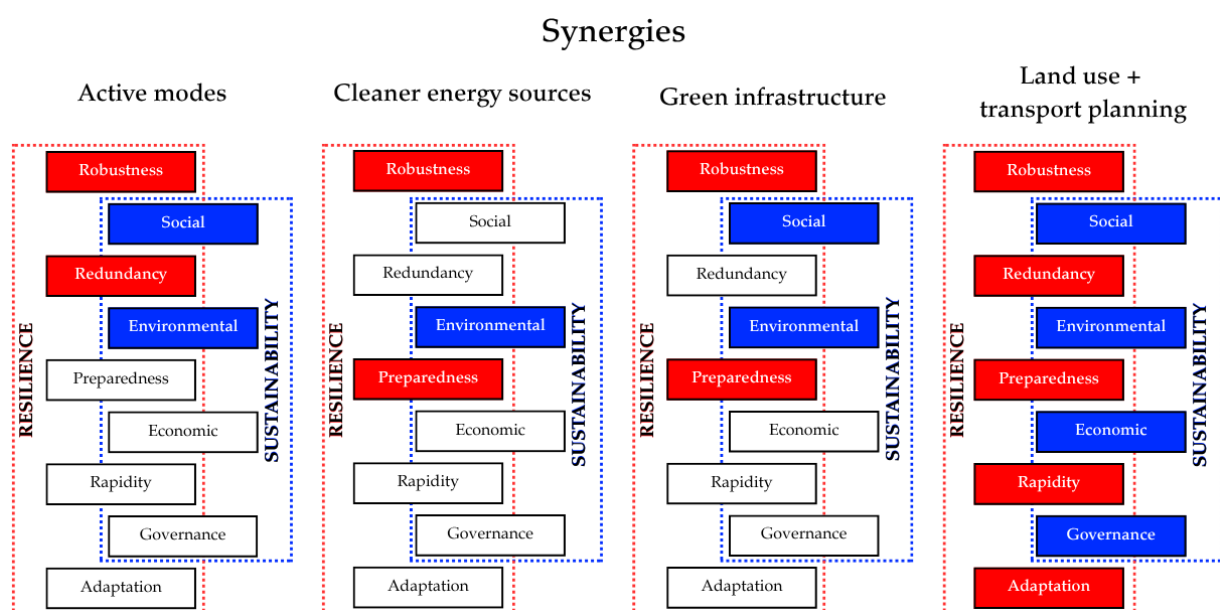 Synergies
Active modes
Cleaner energy sources
Green infrastructure
Land use +
transport planning
RESILIENCE
Robustness
Social
Redundancy
Environmental
Preparedness
Economic
Rapidity
Governance
Adaptation
SUSTAINABILITY
RESILIENCE
Robustness
Social
Redundancy
Environmental
Preparedness
Economic
Rapidity
Governance
Adaptation
SUSTAINABILITY
RESILIENCE
Robustness
Social
Redundancy
Environmental
Preparedness
Economic
Rapidity
Governance
Adaptation
SUSTAINABILITY
RESILIENCE
Robustness
Social
Redundancy
Environmental
Preparedness
Economic
Rapidity
Governance
Adaptation
SUSTAINABILITY